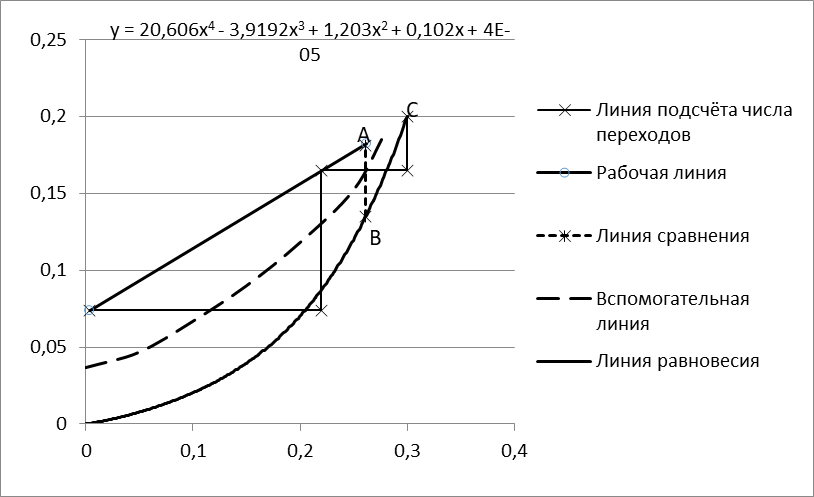 y = 20,606x⁴ - 3,9192x³ + 1,203x² + 0,102x + 4E-
05
0,25
0,2
0,15
0,1
0,05
0
0
0,1
0,2
0,3
0,4
A
C
B
Линия подсчёта числа
переходов
Рабочая линия
Линия сравнения
Вспомогательная
линия
Линия равновесия